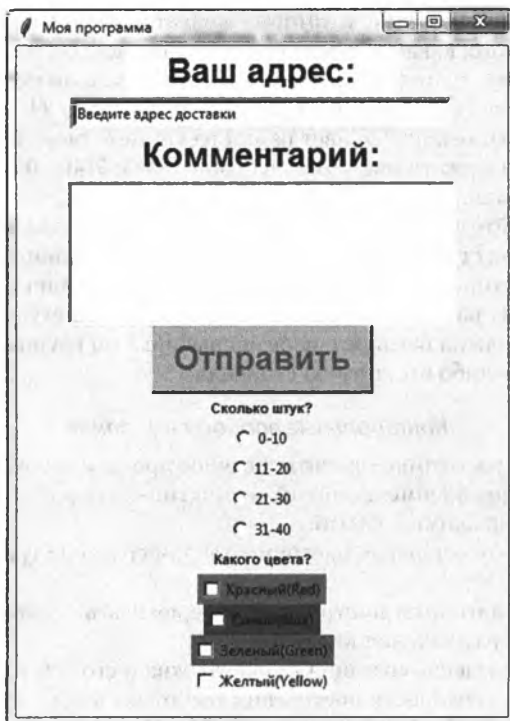 Моя программа
Ваш адрес:
Введите адрес доставки
Комментарий:
Отправить
Сколько штук?
0-10
11-20
21-30
31-40
Какого цвета?
Красный(Red)
Зеленый(Green)
Желтый(Yellow